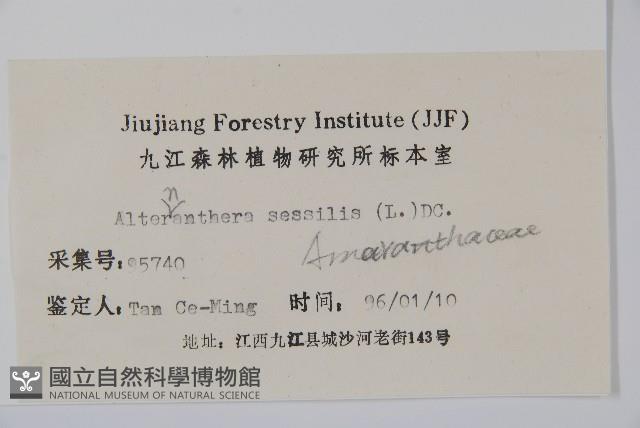 Jiujiang Forestry Institute (JJF)
九江森林植物研究所标本室
n
Alteranthera sessilis (L.)DC.
Amaranthaceae
采集号: 95740
鉴定人: Tam Ce-Ming 时间: 96/01/10
地址: 江西九江县城沙河老街143号
國立自然科學博物館
NATIONAL MUSEUM OF NATURAL SCIENCE